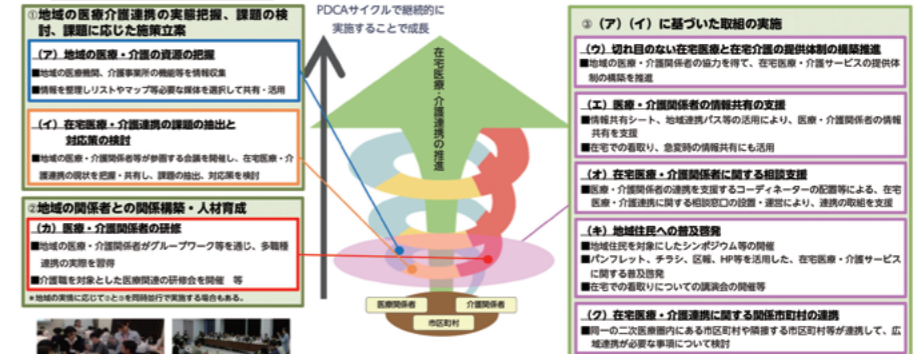 ①地域の医療介護連携の実態把握、課題の検
討、課題に応じた施策立案
(ア)地域の医療・介護の資源の把握
■地域の医療機関、介護事業所の機能等を情報収集
■情報を整理しリストやマップ等必要な媒体を選択して共有・活用
(イ)在宅医療・介護連携の課題の抽出と
対応策の検討
■地域の医療・介護関係者等が参画する会議を開催し、在宅医療・介
護連携の現状を把握・共有し、課題の抽出、対応策を検討
②地域の関係者との関係構築・人材育成
(カ)医療・介護関係者の研修
■地域の医療・介護関係者がグループワーク等を通じ、多職種
連携の実際を習得
■介護職を対象とした医療関連の研修会を開催 等
*地域の実情に応じて②と③を同時並行で実施する場合もある。
PDCAサイクルで継続的に
実施することで成長
在宅医療・介護連携の推進
医療関係者
介護関係者
市区町村
③(ア)(イ)に基づいた取組の実施
(ウ)切れ目のない在宅医療と在宅介護の提供体制の構築推進
■地域の医療・介護関係者の協力を得て、在宅医療・介護サービスの提供体
制の構築を推進
(エ)医療・介護関係者の情報共有の支援
■情報共有シート、地域連携パス等の活用により、医療・介護関係者の情報
共有を支援
■在宅での看取り、急変時の情報共有にも活用
(オ)在宅医療・介護関係者に関する相談支援
■医療・介護関係者の連携を支援するコーディネーターの配置等による、在宅
医療・介護連携に関する相談窓口の設置・運営により、連携の取組を支援
(キ)地域住民への普及啓発
■地域住民を対象にしたシンポジウム等の開催
■パンフレット、チラシ、区報、HP等を活用した、在宅医療・介護サービス
に関する普及啓発
■在宅での看取りについての講演会の開催等
(ク)在宅医療・介護連携に関する関係市町村の連携
■同一の二次医療圏内にある市区町村や隣接する市区町村等が連携して、広
域連携が必要な事項について検討